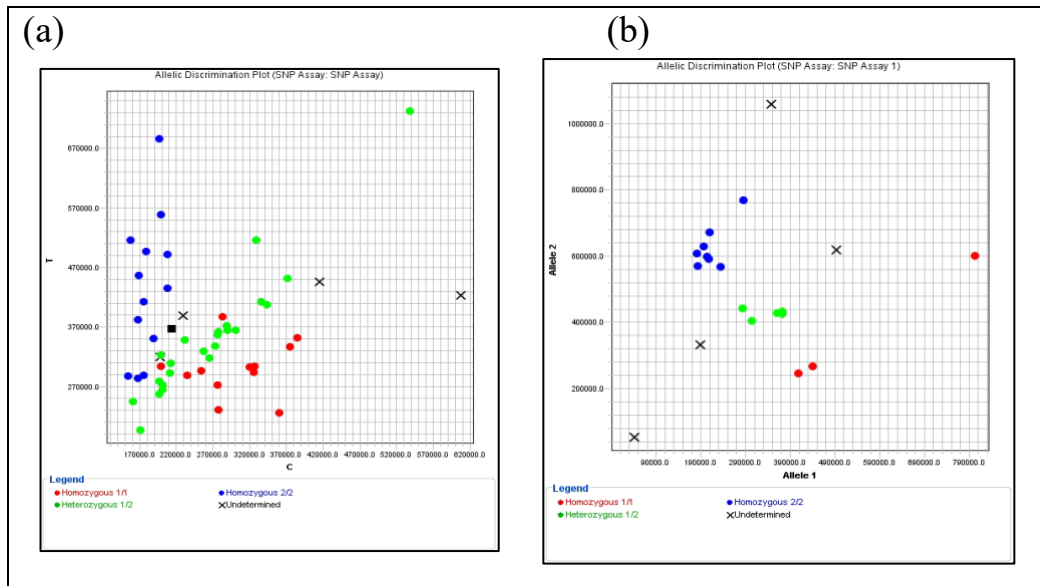 (a)
(b)
Allelic Discrimination Plot (SNP Assay: SNP Assay)
670000.0
570000.0
470000.0
370000.0
270000.0
T
170000.0 220000.0 270000.0 320000.0 370000.0 420000.0 470000.0 520000.0 570000.0 620000.0
C
Legend
Homozygous 1/1 Homozygous 2/2
Heterozygous 1/2 Undetermined
Allelic Discrimination Plot (SNP Assay: SNP Assay 1)
1000000.0
800000.0
600000.0
400000.0
200000.0
Allele 2
90000.0 190000.0 290000.0 390000.0 490000.0 590000.0 690000.0 790000.0
Allele 1
Legend
Homozygous 1/1 Homozygous 2/2
Heterozygous 1/2 Undetermined